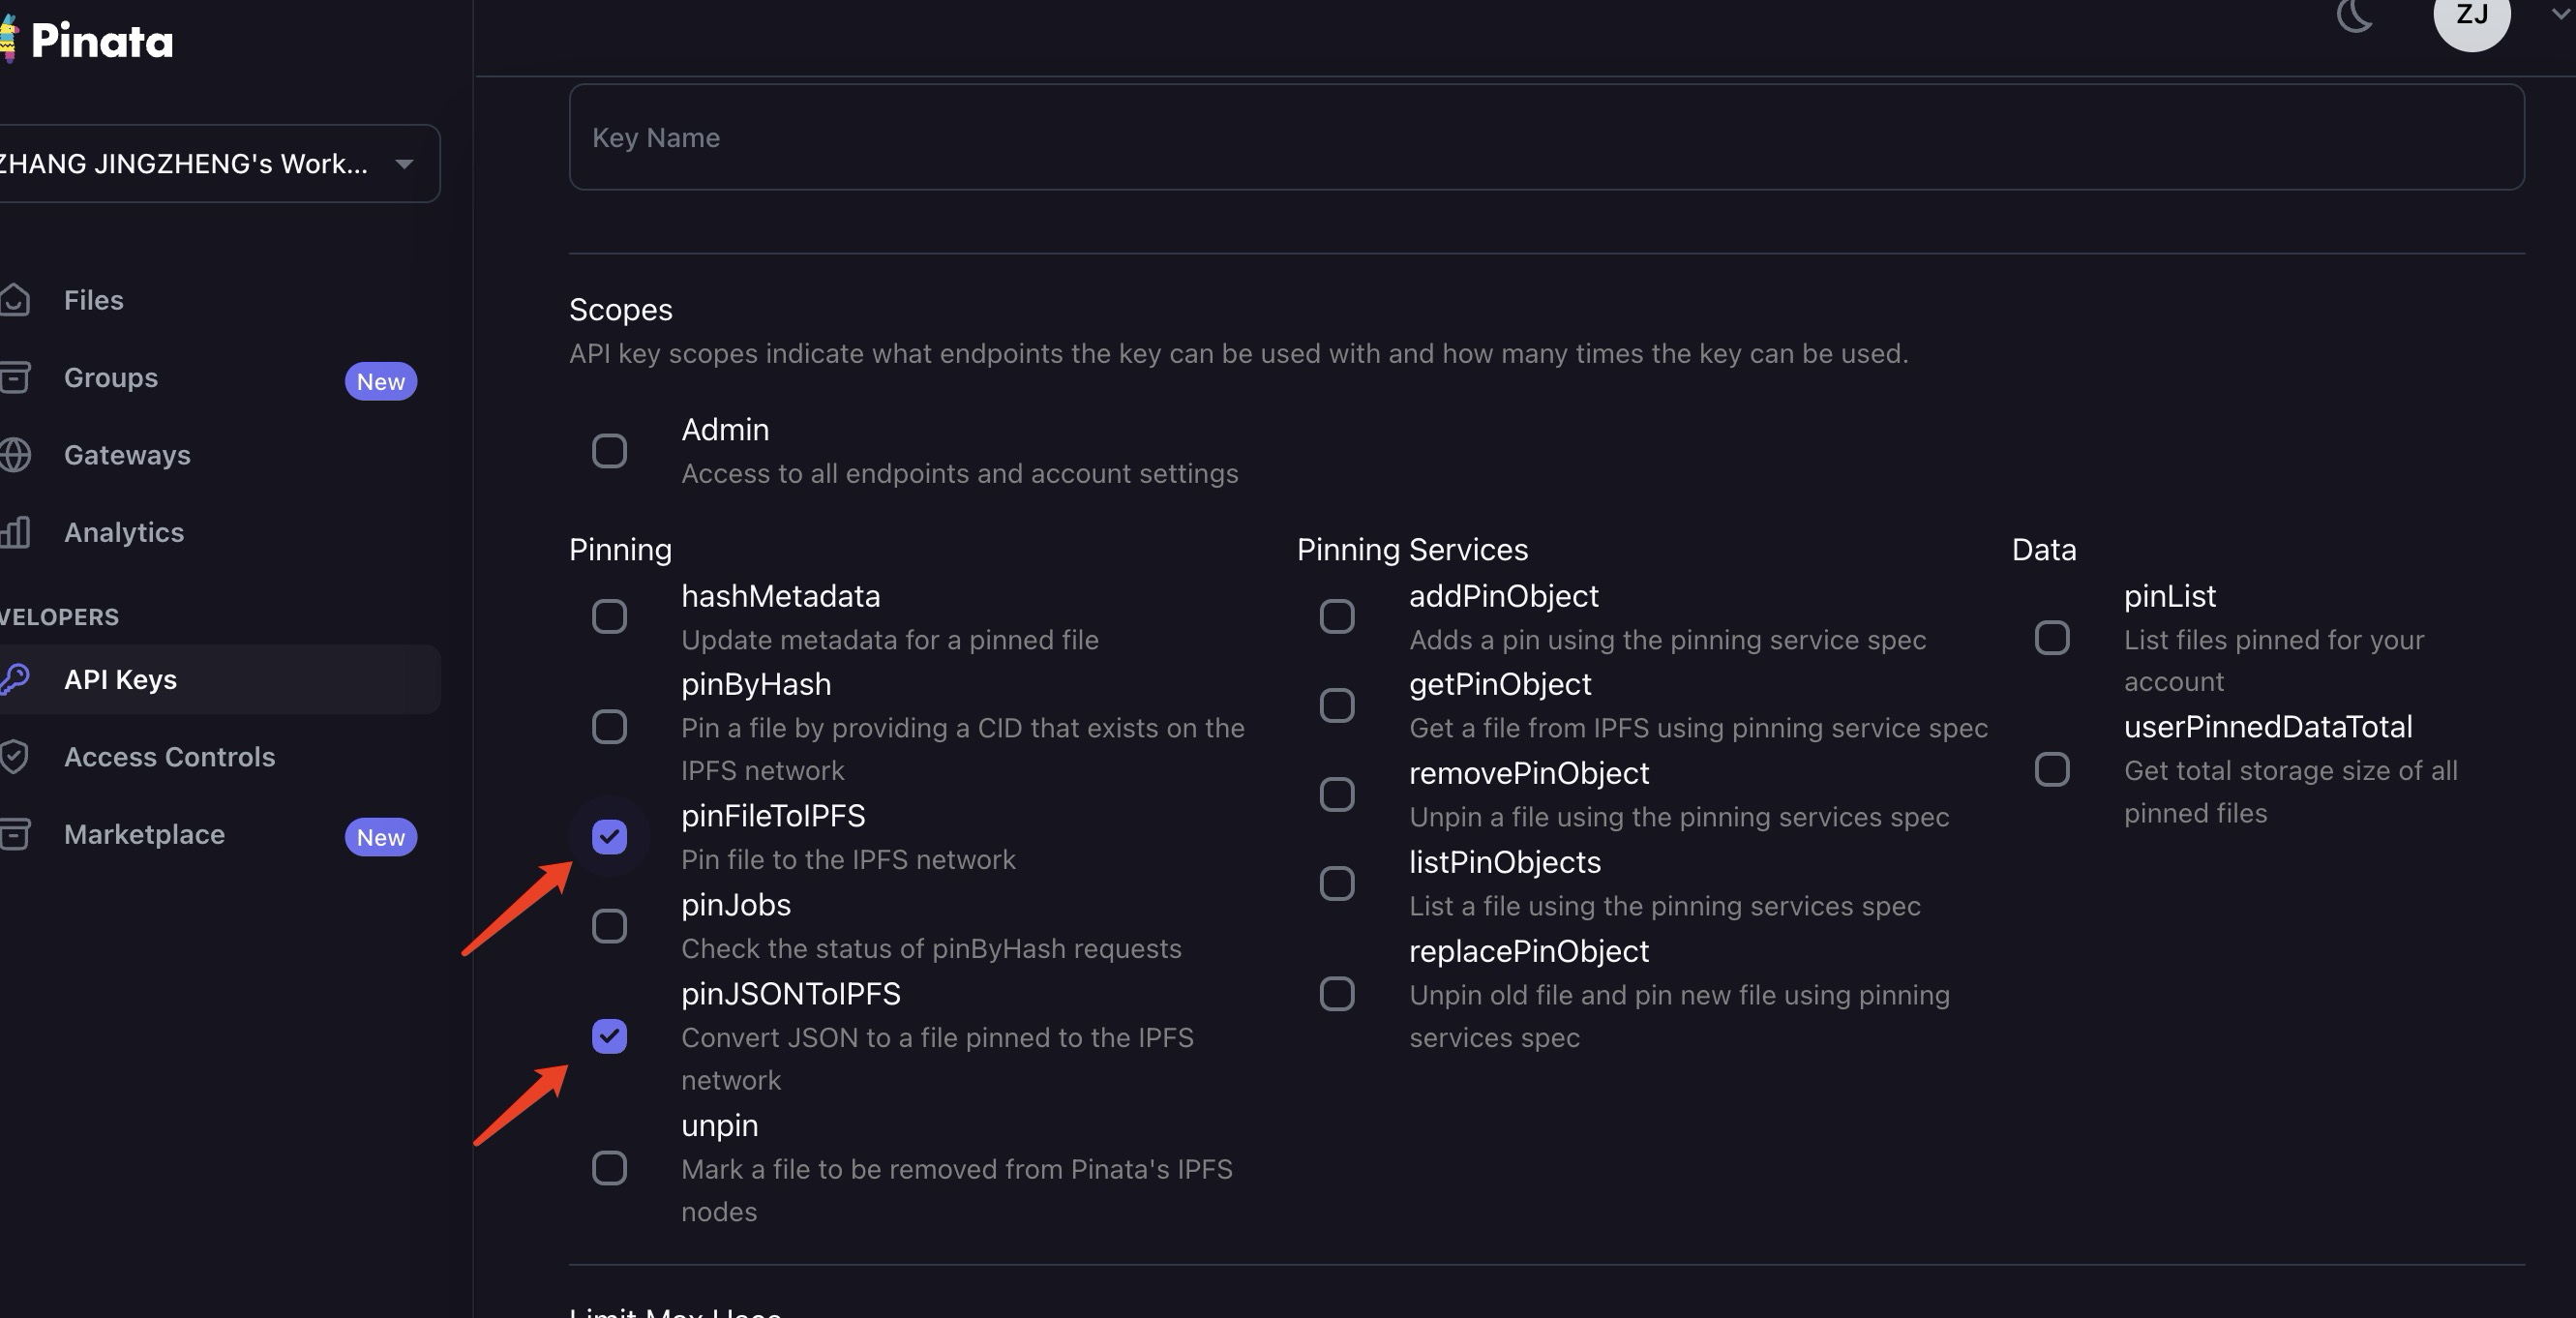 Pinata
ZJ
ZHANG JINGZHENG's Work...
Files
Groups
New
Gateways
Analytics
VELOPERS
API Keys
Access Controls
Marketplace
New
Key Name
Scopes
API key scopes indicate what endpoints the key can be used with and how many times the key can be used.
Admin
Access to all endpoints and account settings
Pinning
hashMetadata
Update metadata for a pinned file
pinByHash
Pin a file by providing a CID that exists on the
IPFS network
pinFileToIPFS
Pin file to the IPFS network
pinJobs
Check the status of pinByHash requests
pinJSONToIPFS
Convert JSON to a file pinned to the IPFS
network
unpin
Mark a file to be removed from Pinata's IPFS
nodes
Pinning Services
addPinObject
Adds a pin using the pinning service spec
getPinObject
Get a file from IPFS using pinning service spec
removePinObject
Unpin a file using the pinning services spec
listPinObjects
List a file using the pinning services spec
replacePinObject
Unpin old file and pin new file using pinning
services spec
Data
pinList
List files pinned for your
account
userPinnedDataTotal
Get total storage size of all
pinned files
Limit Max Uses